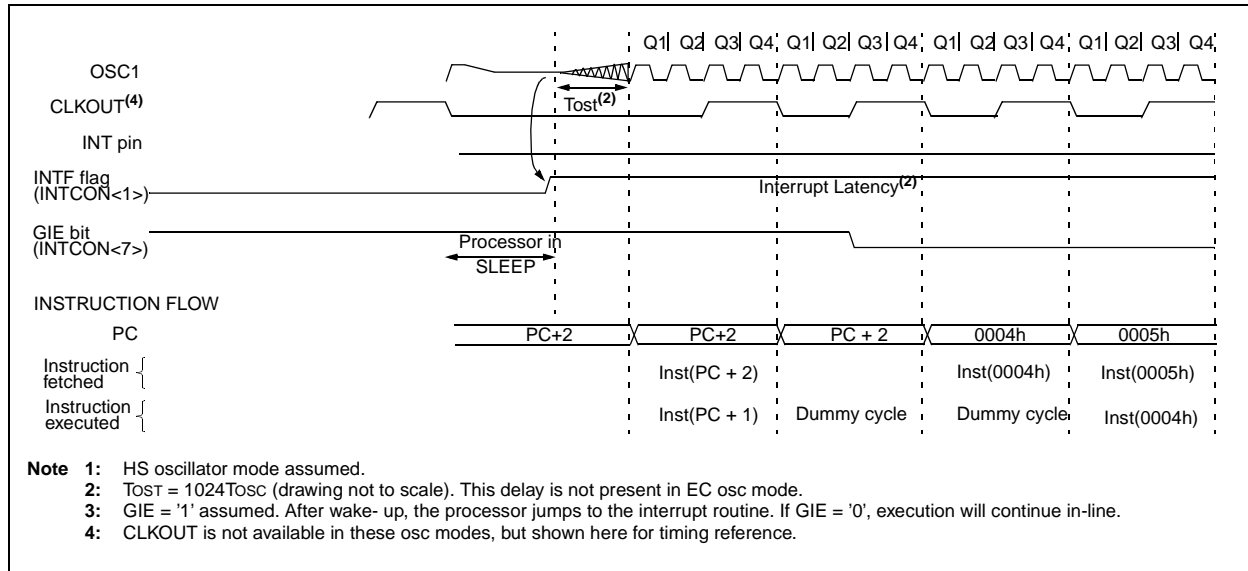 Q1| Q2| Q3| Q4| Q1| Q2| Q3| Q4| Q1| Q2| Q3| Q4| Q1| Q2| Q3| Q4
OSC1
CLKOUT(4)
TOST(2)
INT pin
INTF flag
(INTCON<1>)
Interrupt Latency(2)
GIE bit
(INTCON<7>)
Processor in
SLEEP
INSTRUCTION FLOW
PC PC+2 PC+2 PC + 2 0004h 0005h
Instruction
fetched
Inst(PC + 2) Inst(0004h) Inst(0005h)
Instruction
executed
Inst(PC + 1) Dummy cycle Dummy cycle Inst(0004h)
Note 1: HS oscillator mode assumed.
2: TOST = 1024TOSC (drawing not to scale). This delay is not present in EC osc mode.
3: GIE = '1' assumed. After wake- up, the processor jumps to the interrupt routine. If GIE = '0', execution will continue in-line.
4: CLKOUT is not available in these osc modes, but shown here for timing reference.